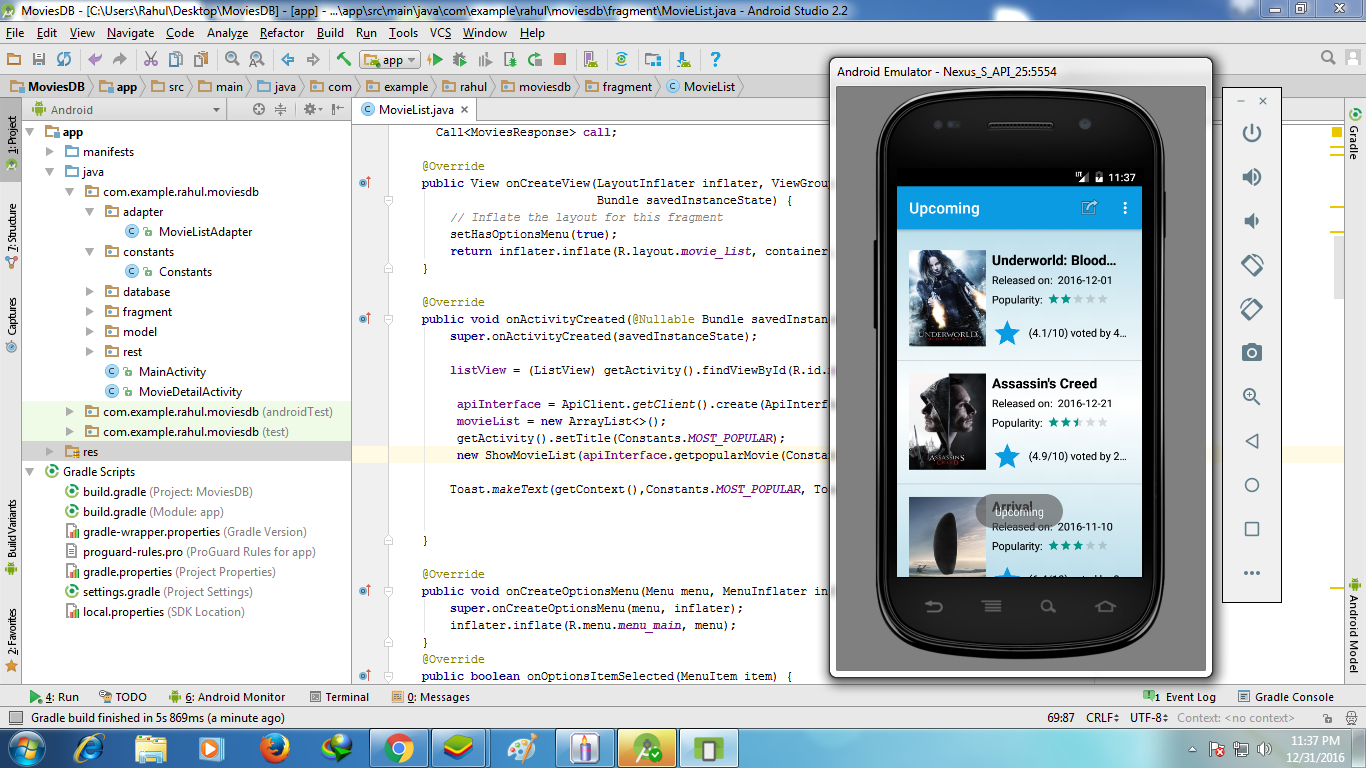 MoviesDB - [C:\Users\Rahul\Desktop\MoviesDB] - [app] - ...\app\src\main\java\com\example\rahul\moviesdb\fragment\MovieList.java - Android Studio 2.2
File Edit View Navigate Code Analyze Refactor Build Run Tools VCS Window Help
app
MoviesDB app src main java com example rahul moviesdb fragment MovieList
1: Project
7: Structure
Captures
Build Variants
2: Favorites
Android
app
manifests
java
com.example.rahul.moviesdb
adapter
MovieListAdapter
constants
Constants
database
fragment
model
rest
MainActivity
MovieDetailActivity
com.example.rahul.moviesdb (androidTest)
com.example.rahul.moviesdb (test)
res
Gradle Scripts
build.gradle (Project: MoviesDB)
build.gradle (Module: app)
gradle-wrapper.properties (Gradle Version)
proguard-rules.pro (ProGuard Rules for app)
gradle.properties (Project Properties)
settings.gradle (Project Settings)
local.properties (SDK Location)
MovieList.java
Call<MoviesResponse> call;
@Override
public View onCreateView(LayoutInflater inflater, ViewGroup
Bundle savedInstanceState) {
// Inflate the layout for this fragment
setHasOptionsMenu(true);
return inflater.inflate(R.layout.movie_list, container
}
@Override
public void onActivityCreated(@Nullable Bundle savedInstan
super.onActivityCreated(savedInstanceState);
listView = (ListView) getActivity().findViewById(R.id.
apiInterface = ApiClient.getClient().create(ApiInterf
movieList = new ArrayList<>();
getActivity().setTitle(Constants.MOST_POPULAR);
new ShowMovieList(apiInterface.getpopularMovie(Consta
Toast.makeText(getContext(),Constants.MOST_POPULAR, To
}
@Override
public void onCreateOptionsMenu(Menu menu, MenuInflater in
super.onCreateOptionsMenu(menu, inflater);
inflater.inflate(R.menu.menu_main, menu);
}
@Override
public boolean onOptionsItemSelected(MenuItem item) {
Android Emulator - Nexus_S_API_25:5554
LTE 11:37
Upcoming
Underworld: Blood...
Released on: 2016-12-01
Popularity:
(4.1/10) voted by 4...
UNDERWORLD
Assassin's Creed
Released on: 2016-12-21
Popularity:
(4.9/10) voted by 2...
ASSASSIN'S CREED
Arrival
Upcoming
Released on: 2016-11-10
Popularity:
Gradle
Android Model
4: Run TODO 6: Android Monitor Terminal 0: Messages 1 Event Log Gradle Console
Gradle build finished in 5s 869ms (a minute ago) 69:87 CRLF UTF-8 Context: <no context>
11:37 PM
12/31/2016